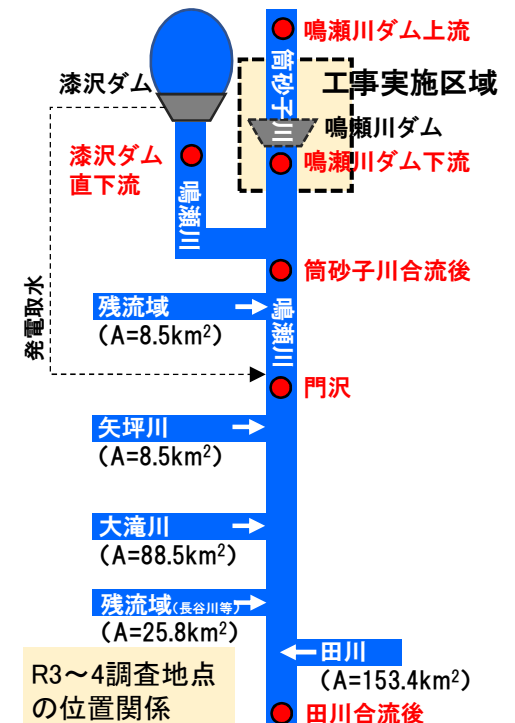 鳴瀬川ダム上流
筒砂子川
工事実施区域
漆沢ダム
鳴瀬川ダム
漆沢ダム
直下流
鳴瀬川ダム下流
鳴瀬川
筒砂子川合流後
発電取水
残流域
(A=8.5km²)
鳴瀬川
門沢
矢坪川
(A=8.5km²)
大滝川
(A=88.5km²)
残流域(長谷川等)
(A=25.8km²)
田川
(A=153.4km²)
R3～4調査地点
の位置関係
田川合流後